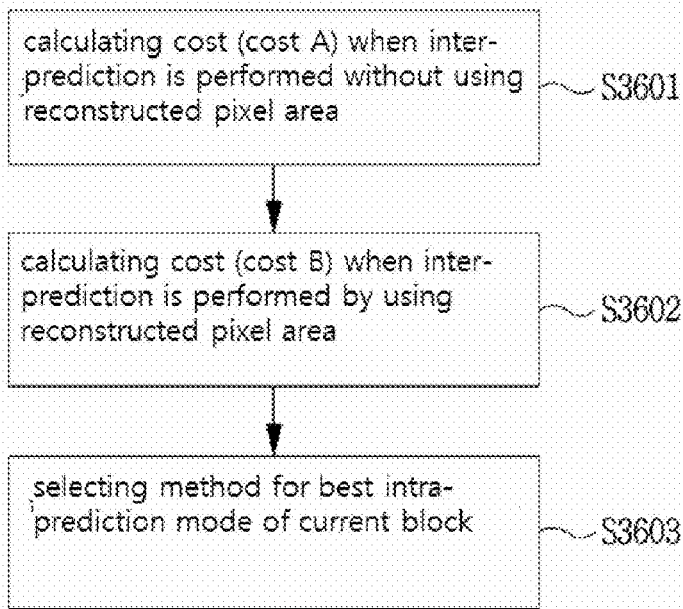 calculating cost (cost A) when inter-
prediction is performed without using
reconstructed pixel area
S3601
calculating cost (cost B) when inter-
prediction is performed by using
reconstructed pixel area
S3602
selecting method for best intra-
prediction mode of current block
S3603